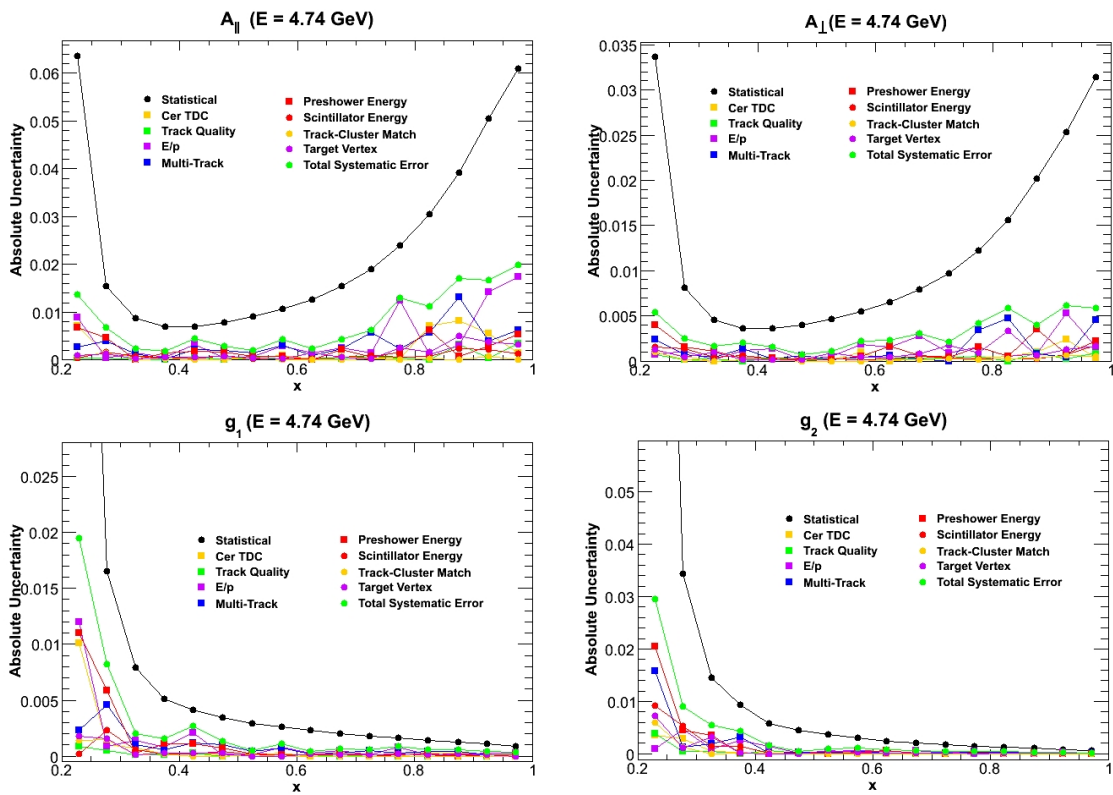 A∥ (E = 4.74 GeV)
Absolute Uncertainty
0.06
0.05
0.04
0.03
0.02
0.01
0
Statistical
Cer TDC
Track Quality
E/p
Multi-Track
Preshower Energy
Scintillator Energy
Track-Cluster Match
Target Vertex
Total Systematic Error
0.2 0.4 0.6 0.8 1
x
A⊥(E = 4.74 GeV)
Absolute Uncertainty
0.035
0.03
0.025
0.02
0.015
0.01
0.005
0
Statistical
Cer TDC
Track Quality
E/p
Multi-Track
Preshower Energy
Scintillator Energy
Track-Cluster Match
Target Vertex
Total Systematic Error
0.2 0.4 0.6 0.8 1
x
g1 (E = 4.74 GeV)
Absolute Uncertainty
0.025
0.02
0.015
0.01
0.005
0
Statistical
Cer TDC
Track Quality
E/p
Multi-Track
Preshower Energy
Scintillator Energy
Track-Cluster Match
Target Vertex
Total Systematic Error
0.2 0.4 0.6 0.8 1
x
g2 (E = 4.74 GeV)
Absolute Uncertainty
0.05
0.04
0.03
0.02
0.01
0
Statistical
Cer TDC
Track Quality
E/p
Multi-Track
Preshower Energy
Scintillator Energy
Track-Cluster Match
Target Vertex
Total Systematic Error
0.2 0.4 0.6 0.8 1
x